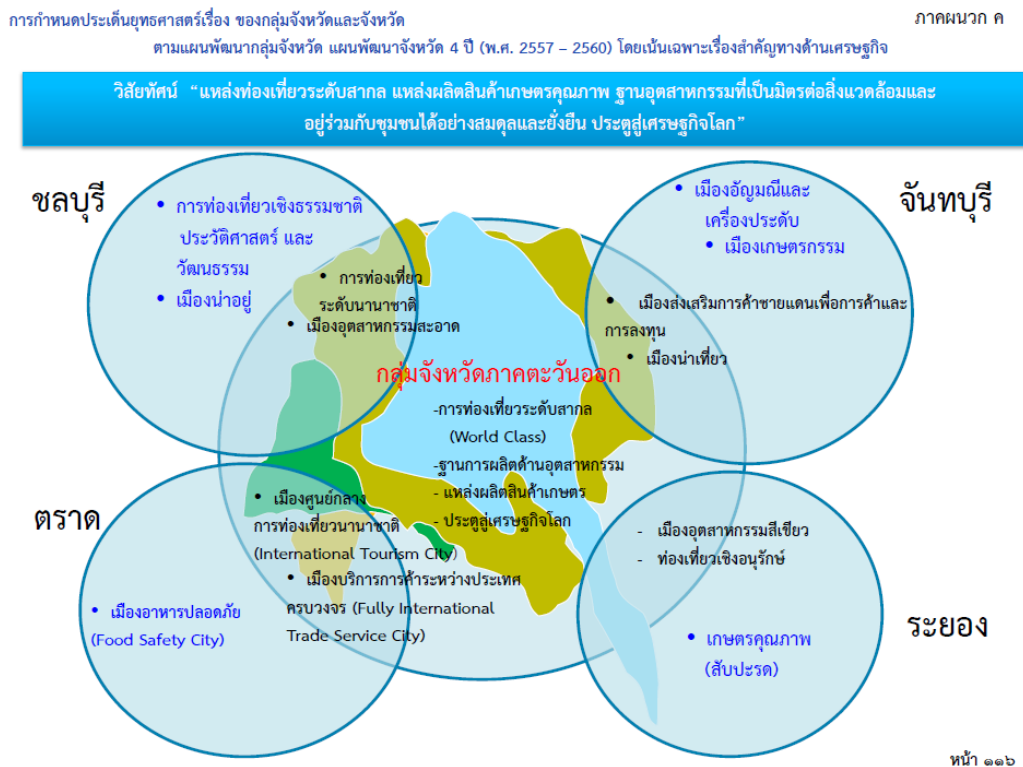 การกำหนดประเด็นยุทธศาสตร์เรื่อง ของกลุ่มจังหวัดและจังหวัด
ภาคผนวก ค
ตามแผนพัฒนากลุ่มจังหวัด แผนพัฒนาจังหวัด 4 ปี (พ.ศ. 2557 – 2560) โดยเน้นเฉพาะเรื่องสำคัญทางด้านเศรษฐกิจ
วิสัยทัศน์ “แหล่งท่องเที่ยวระดับสากล แหล่งผลิตสินค้าเกษตรคุณภาพ ฐานอุตสาหกรรมที่เป็นมิตรต่อสิ่งแวดล้อมและ
อยู่ร่วมกับชุมชนได้อย่างสมดุลและยั่งยืน ประตูสู่เศรษฐกิจโลก”
ชลบุรี
• การท่องเที่ยวเชิงธรรมชาติ
ประวัติศาสตร์ และ
วัฒนธรรม
• เมืองน่าอยู่
• การท่องเที่ยว
ระดับนานาชาติ
• เมืองอุตสาหกรรมสะอาด
จันทบุรี
• เมืองอัญมณีและ
เครื่องประดับ
• เมืองเกษตรกรรม
• เมืองส่งเสริมการค้าชายแดนเพื่อการค้าและ
การลงทุน
• เมืองน่าเที่ยว
กลุ่มจังหวัดภาคตะวันออก
-การท่องเที่ยวระดับสากล
(World Class)
-ฐานการผลิตด้านอุตสาหกรรม
- แหล่งผลิตสินค้าเกษตร
- ประตูสู่เศรษฐกิจโลก
ตราด
• เมืองศูนย์กลาง
การท่องเที่ยวนานาชาติ
(International Tourism City)
• เมืองบริการการค้าระหว่างประเทศ
ครบวงจร (Fully International
Trade Service City)
• เมืองอาหารปลอดภัย
(Food Safety City)
- เมืองอุตสาหกรรมสีเขียว
- ท่องเที่ยวเชิงอนุรักษ์
ระยอง
• เกษตรคุณภาพ
(สับปะรด)
หน้า ๑๑๖